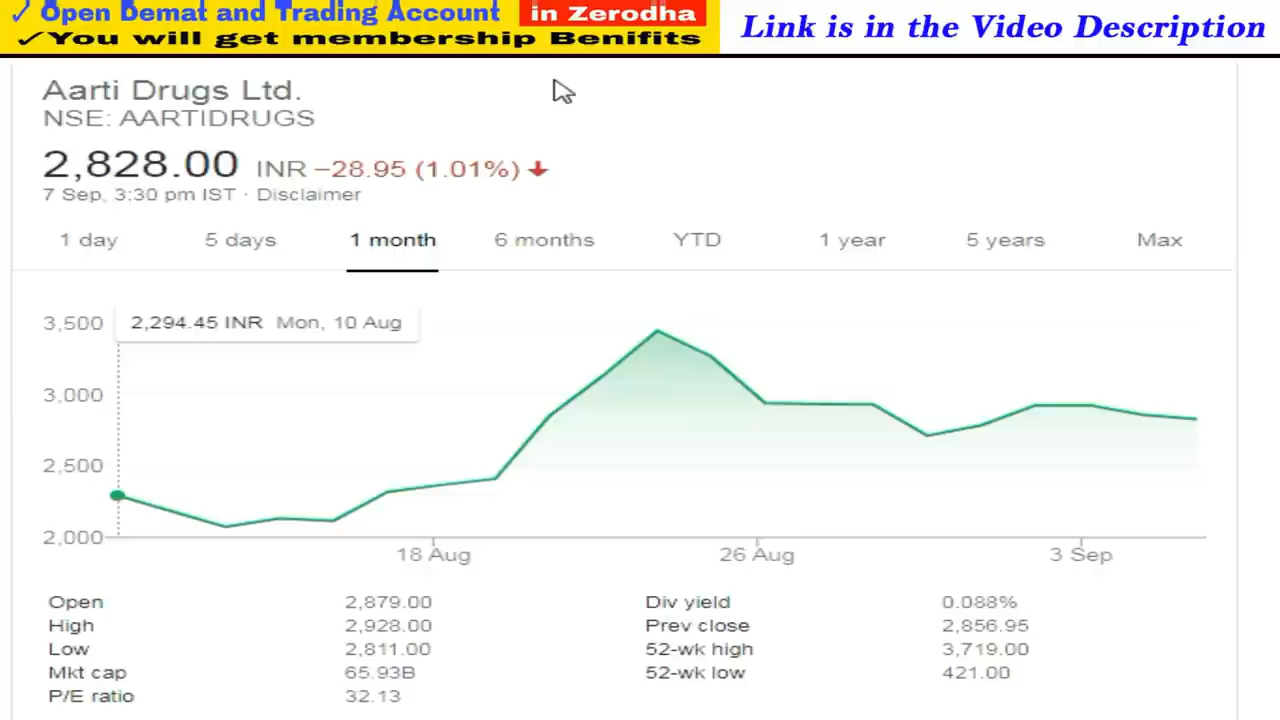 ✓ Open Demat and Trading Account in Zerodha
✓You will get membership Benifits
Link is in the Video Description
Aarti Drugs Ltd.
NSE: AARTIDRUGS
2,828.00 INR −28.95 (1.01%)
7 Sep, 3:30 pm IST · Disclaimer
1 day 5 days 1 month 6 months YTD 1 year 5 years Max
2,294.45 INR Mon, 10 Aug
3,500
3,000
2,500
2,000
18 Aug 26 Aug 3 Sep
Open 2,879.00 Div yield 0.088%
High 2,928.00 Prev close 2,856.95
Low 2,811.00 52-wk high 3,719.00
Mkt cap 65.93B 52-wk low 421.00
P/E ratio 32.13